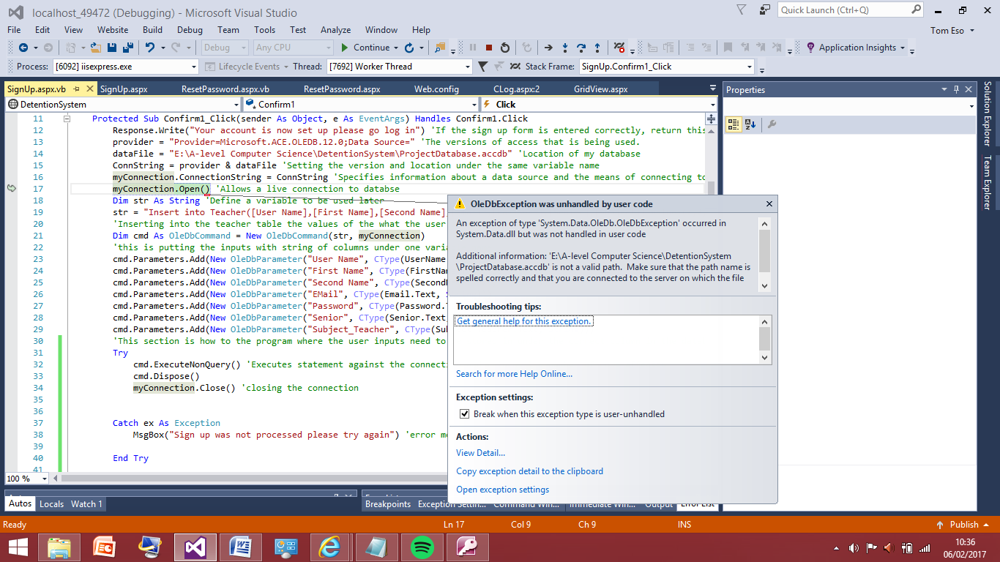 localhost_49472 (Debugging) - Microsoft Visual Studio
Quick Launch (Ctrl+Q)
File Edit View Website Build Debug Team Tools Test Analyze Window Help
Tom Eso
Debug Any CPU Continue Application Insights
Process: [6092] iisexpress.exe Lifecycle Events Thread: [7692] Worker Thread Stack Frame: SignUp.Confirm1_Click
SignUp.aspx.vb SignUp.aspx ResetPassword.aspx.vb ResetPassword.aspx Web.config CLog.aspx:2 GridView.aspx
Properties
Solution Explorer
Team Explorer
DetentionSystem Confirm1 Click
11 Protected Sub Confirm1_Click(sender As Object, e As EventArgs) Handles Confirm1.Click
12 Response.Write("Your account is now set up please go log in") 'If the sign up form is entered correctly, return this
13 provider = "Provider=Microsoft.ACE.OLEDB.12.0;Data Source=" 'The versions of access that is being used.
14 dataFile = "E:\A-level Computer Science\DetentionSystem\ProjectDatabase.accdb" 'Location of my database
15 ConnString = provider & dataFile 'Setting the version and location under the same variable name
16 myConnection.ConnectionString = ConnString 'Specifies information about a data source and the means of connecting to
17 myConnection.Open() 'Allows a live connection to databse
18 Dim str As String 'Define a variable to be used later
19 str = "Insert into Teacher([User Name],[First Name],[Second Name]
20 'Inserting into the teacher table the values of the what the user
21 Dim cmd As OleDbCommand = New OleDbCommand(str, myConnection)
22 'this is putting the inputs with string of columns under one varia
23 cmd.Parameters.Add(New OleDbParameter("User Name", CType(UserName
24 cmd.Parameters.Add(New OleDbParameter("First Name", CType(FirstNam
25 cmd.Parameters.Add(New OleDbParameter("Second Name", CType(Second
26 cmd.Parameters.Add(New OleDbParameter("EMail", CType(Email.Text, S
27 cmd.Parameters.Add(New OleDbParameter("Password", CType(Password.T
28 cmd.Parameters.Add(New OleDbParameter("Senior", CType(Senior.Text,
29 cmd.Parameters.Add(New OleDbParameter("Subject_Teacher", CType(Sub
30 'This section is how to the program where the user inputs need to
31 Try
32 cmd.ExecuteNonQuery() 'Executes statement against the connecti
33 cmd.Dispose()
34 myConnection.Close() 'closing the connection
35
36
37 Catch ex As Exception
38 MsgBox("Sign up was not processed please try again") 'error m
39
40 End Try
41
OleDbException was unhandled by user code
An exception of type 'System.Data.OleDb.OleDbException' occurred in
System.Data.dll but was not handled in user code
Additional information: 'E:\A-level Computer Science\DetentionSystem
\ProjectDatabase.accdb' is not a valid path. Make sure that the path name is
spelled correctly and that you are connected to the server on which the file
Troubleshooting tips:
Get general help for this exception.
Search for more Help Online...
Exception settings:
Break when this exception type is user-unhandled
Actions:
View Detail...
Copy exception detail to the clipboard
Open exception settings
100 %
Autos Locals Watch 1
Breakpoints Exception Settin... Command Win... Immediate Win... Output Error List
Ready Ln 17 Col 9 Ch 9 INS Publish
10:36
06/02/2017